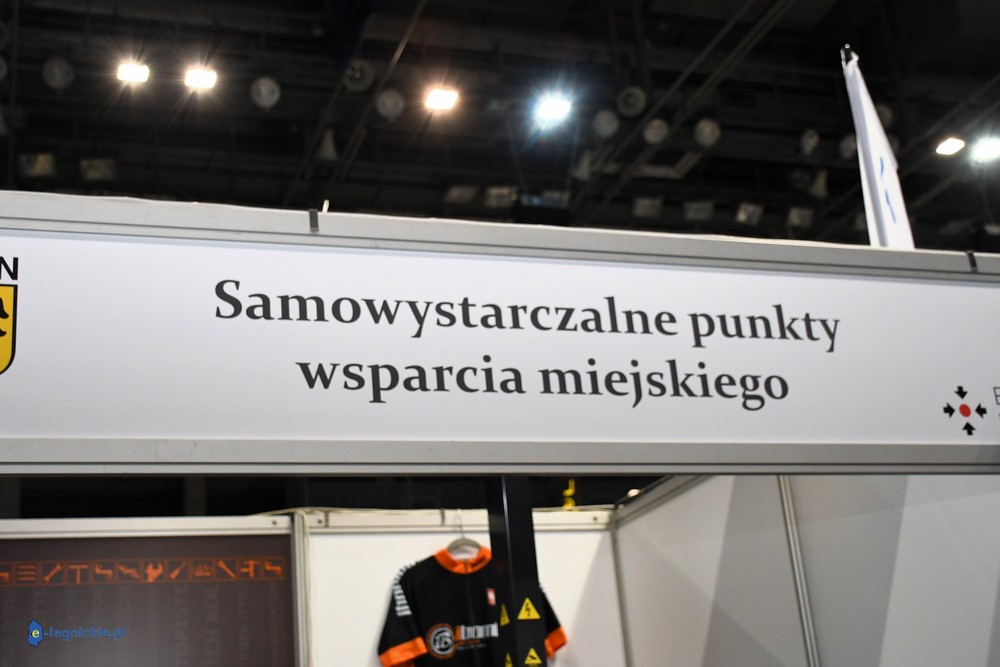 N
Samowystarczalne punkty
wsparcia miejskiego
e-legnickie.pl